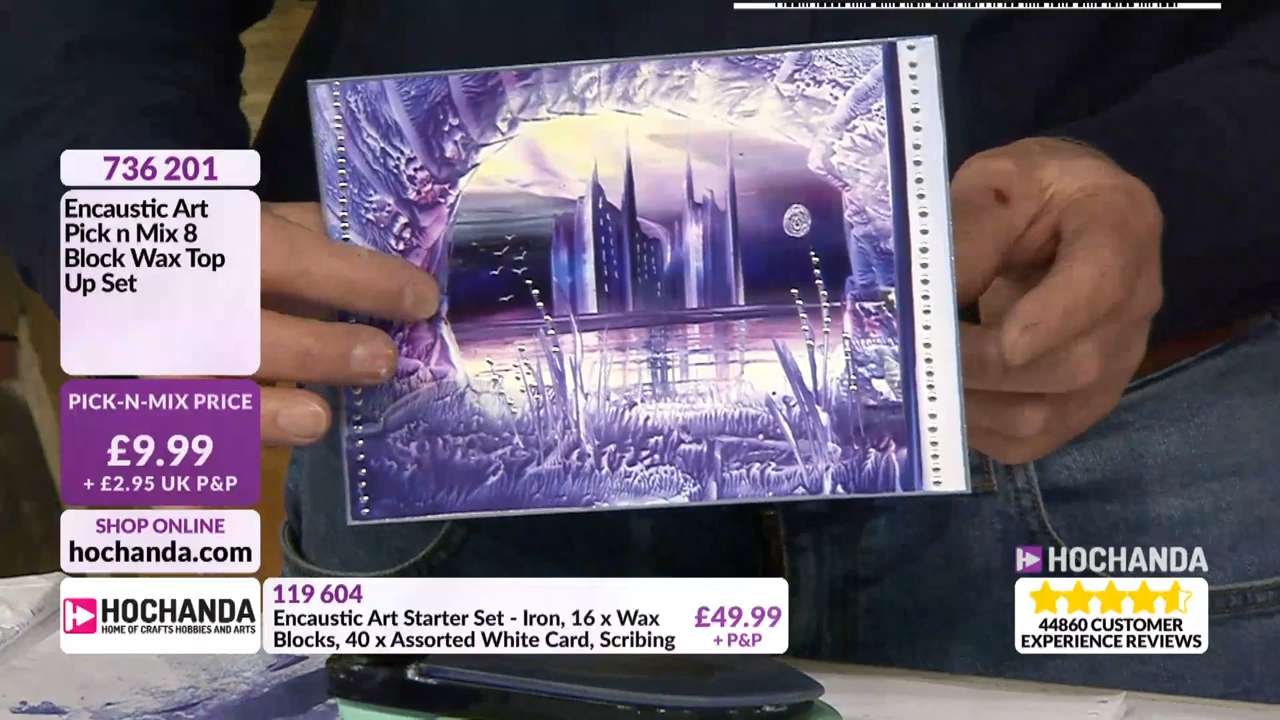 736 201
Encaustic Art
Pick n Mix 8
Block Wax Top
Up Set
PICK-N-MIX PRICE
£9.99
+ £2.95 UK P&P
SHOP ONLINE
hochanda.com
HOCHANDA
HOME OF CRAFTS HOBBIES AND ARTS
119 604
Encaustic Art Starter Set - Iron, 16 x Wax
Blocks, 40 x Assorted White Card, Scribing
£49.99
+ P&P
HOCHANDA
44860 CUSTOMER
EXPERIENCE REVIEWS